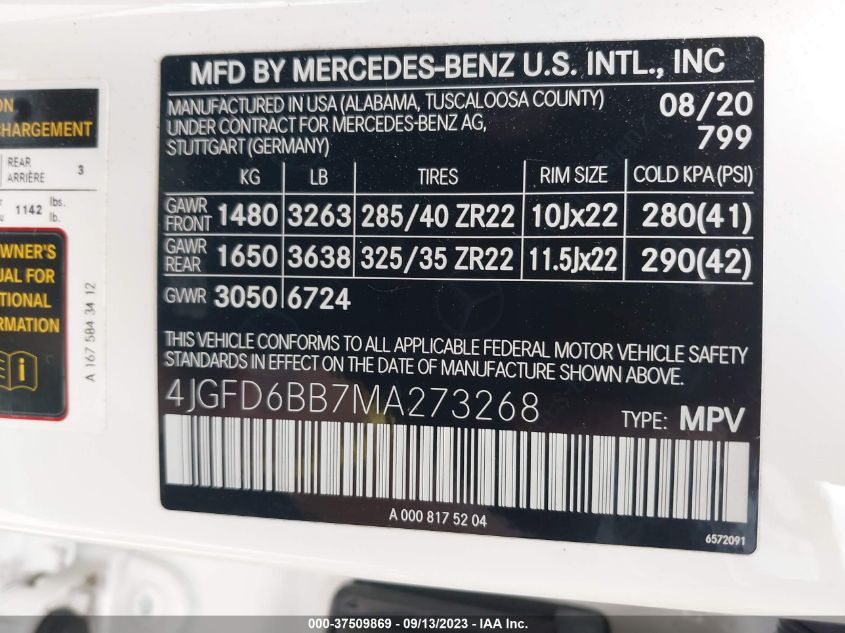 ON
CHARGEMENT
REAR
ARRIÈRE 3
1142 lbs.
lb.
OWNER'S
UAL FOR
TIONAL
FORMATION
A 167 584 34 12
MFD BY MERCEDES-BENZ U.S. INTL., INC
MANUFACTURED IN USA (ALABAMA, TUSCALOOSA COUNTY) 08/20
UNDER CONTRACT FOR MERCEDES-BENZ AG, 799
STUTTGART (GERMANY)
KG LB TIRES RIM SIZE COLD KPA (PSI)
GAWR FRONT 1480 3263 285/40 ZR22 10Jx22 280(41)
GAWR REAR 1650 3638 325/35 ZR22 11.5Jx22 290(42)
GVWR 3050 6724
THIS VEHICLE CONFORMS TO ALL APPLICABLE FEDERAL MOTOR VEHICLE SAFETY
STANDARDS IN EFFECT ON THE DATE OF MANUFACTURE SHOWN ABOVE.
4JGFD6BB7MA273268
TYPE: MPV
A 000 817 52 04
6572091
000-37509869 - 09/13/2023 - Copyright © 2023 IAA, Inc.